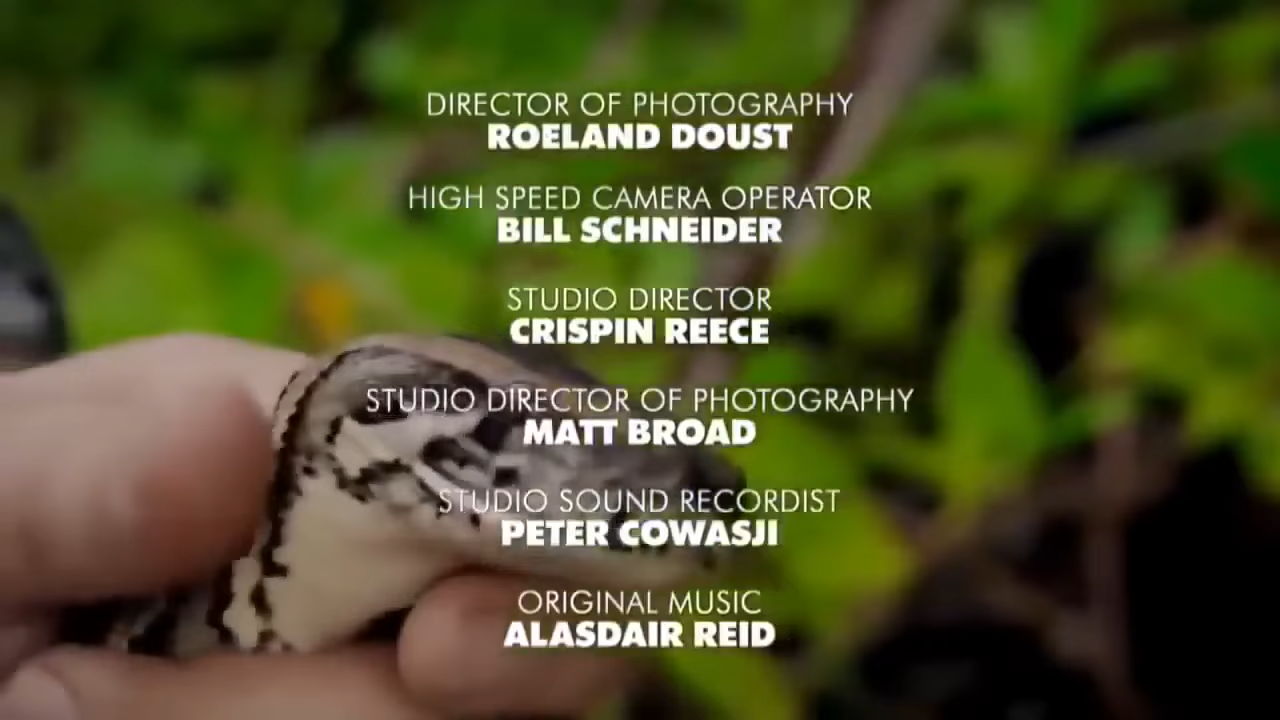 DIRECTOR OF PHOTOGRAPHY
ROELAND DOUST
HIGH SPEED CAMERA OPERATOR
BILL SCHNEIDER
STUDIO DIRECTOR
CRISPIN REECE
STUDIO DIRECTOR OF PHOTOGRAPHY
MATT BROAD
STUDIO SOUND RECORDIST
PETER COWASJI
ORIGINAL MUSIC
ALASDAIR REID